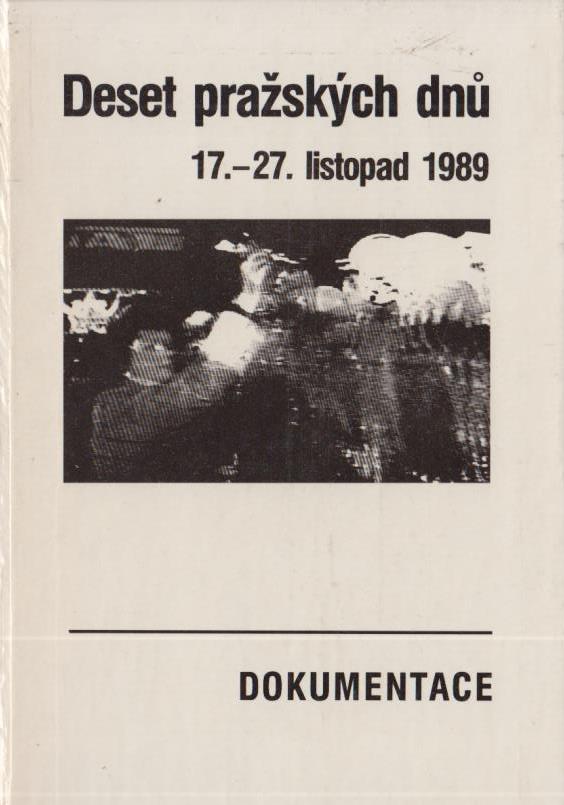 Deset pražských dnů
17.–27. listopad 1989
DOKUMENTACE